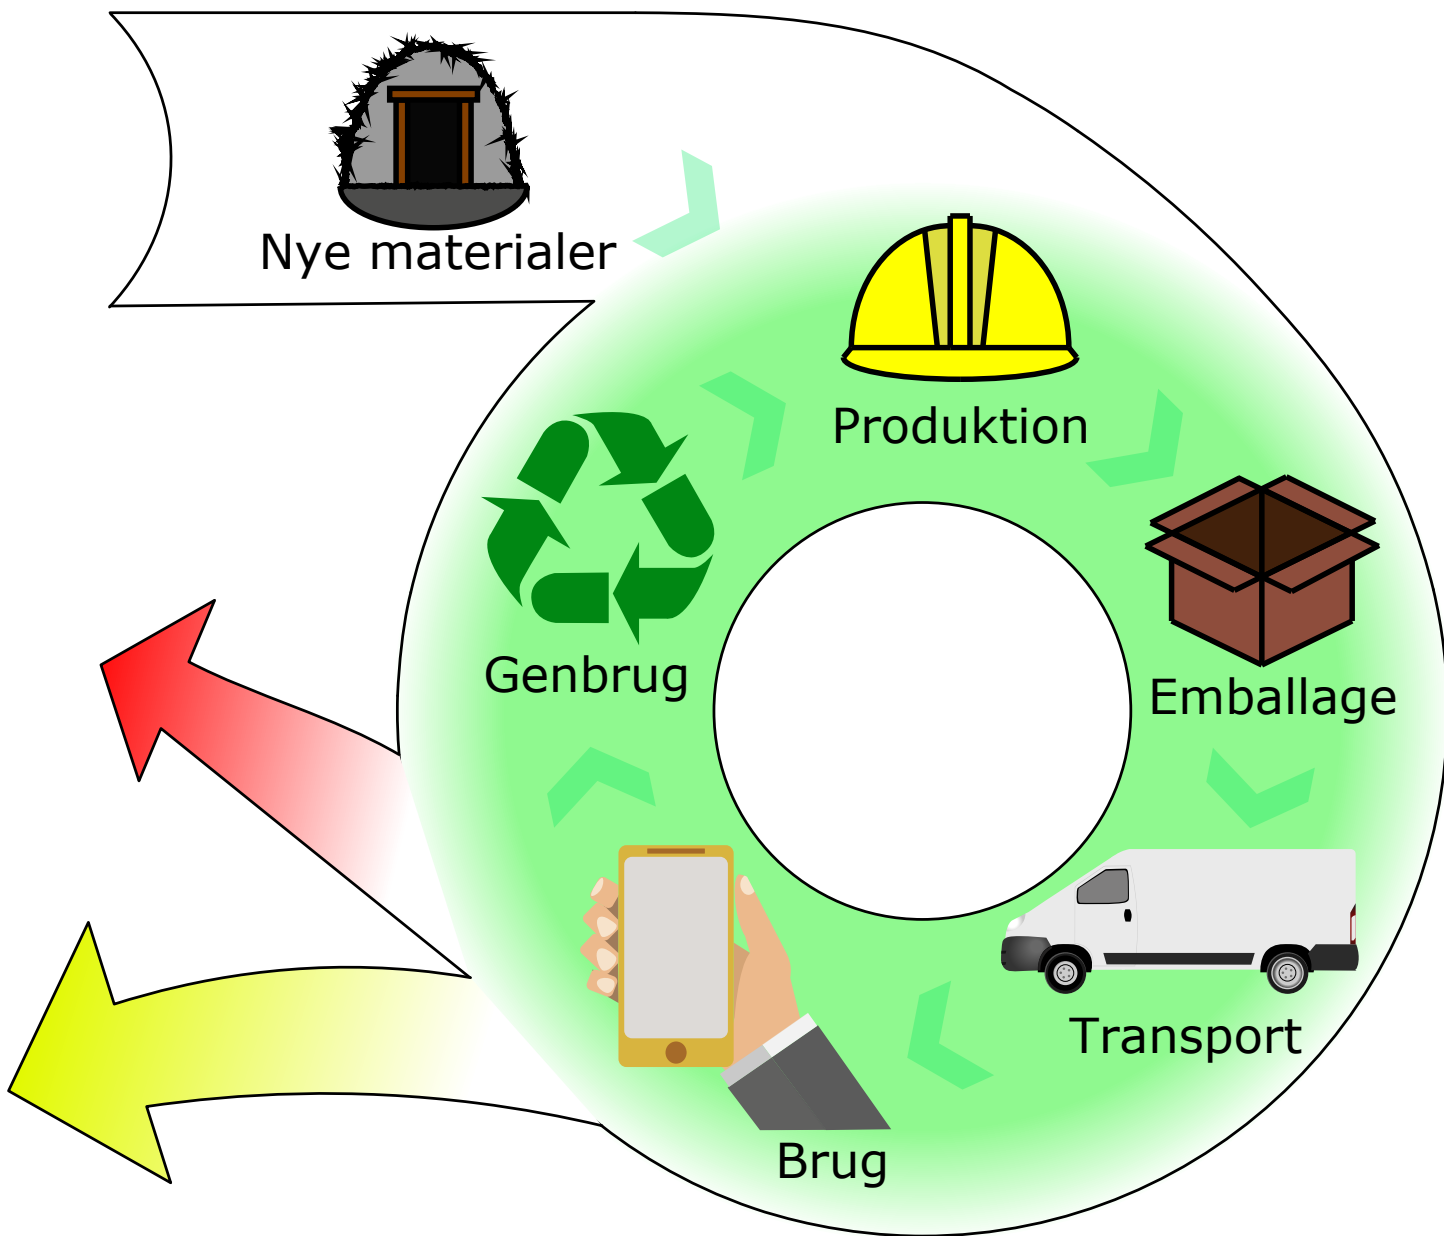 Nye materialer
Produktion
Emballage
Transport
Brug
Genbrug